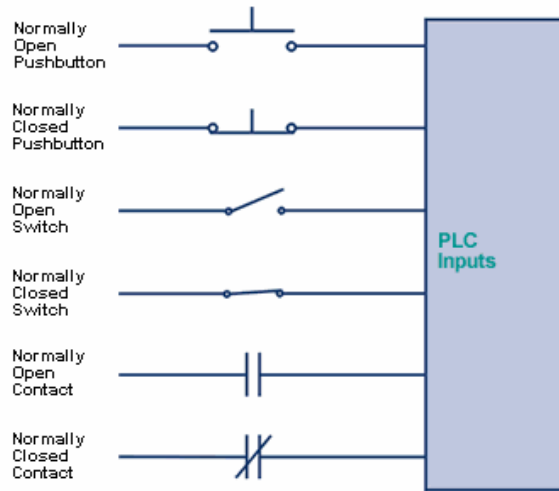 Normally
Open
Pushbutton
Normally
Closed
Pushbutton
Normally
Open
Switch
Normally
Closed
Switch
Normally
Open
Contact
Normally
Closed
Contact
PLC
Inputs